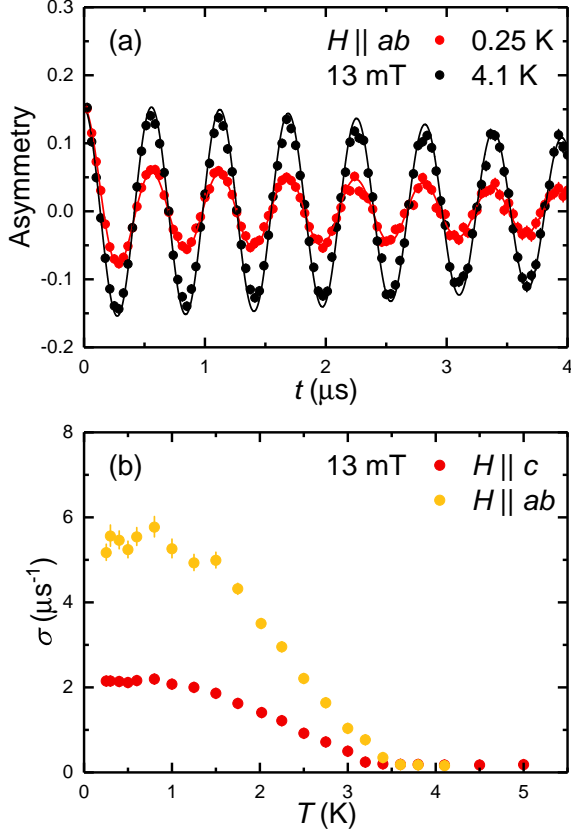 (a) H || ab 0.25 K
13 mT 4.1 K
0.3
0.2
0.1
0.0
-0.1
-0.2
Asymmetry
0 1 2 3 4
t (μs)
(b) 13 mT H || c
H || ab
8
6
4
2
0
σ (μs⁻¹)
0 1 2 3 4 5
T (K)